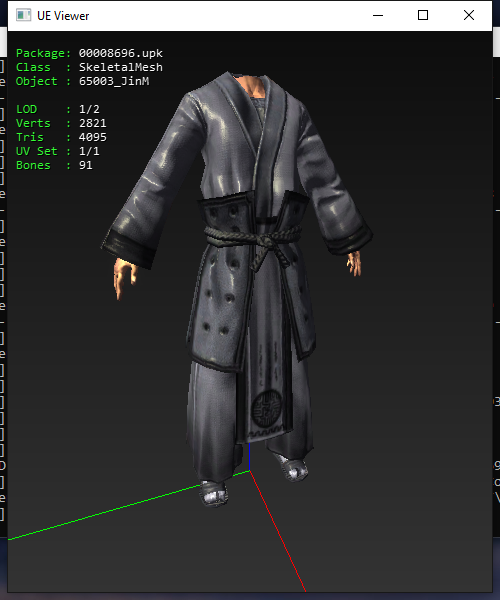 UE Viewer
Package: 00008696.upk
Class : SkeletalMesh
Object : 65003_JinM
LOD : 1/2
Verts : 2821
Tris : 4095
UV Set : 1/1
Bones : 91